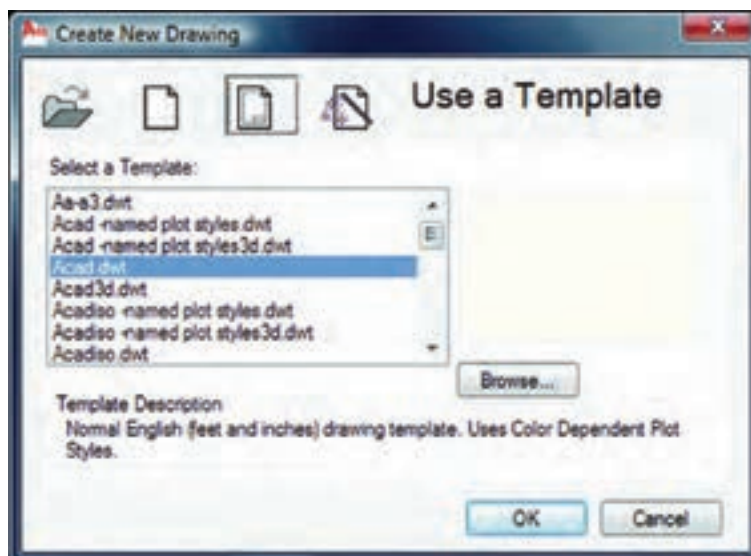 Create New Drawing
Use a Template
Select a Template:
Aa-a3.dwt
Acad -named plot styles.dwt
Acad -named plot styles3d.dwt
Acad.dwt
Acad3d.dwt
Acadiso -named plot styles.dwt
Acadiso -named plot styles3d.dwt
Acadiso.dwt
Browse...
Template Description
Normal English (feet and inches) drawing template. Uses Color Dependent Plot
Styles.
OK
Cancel